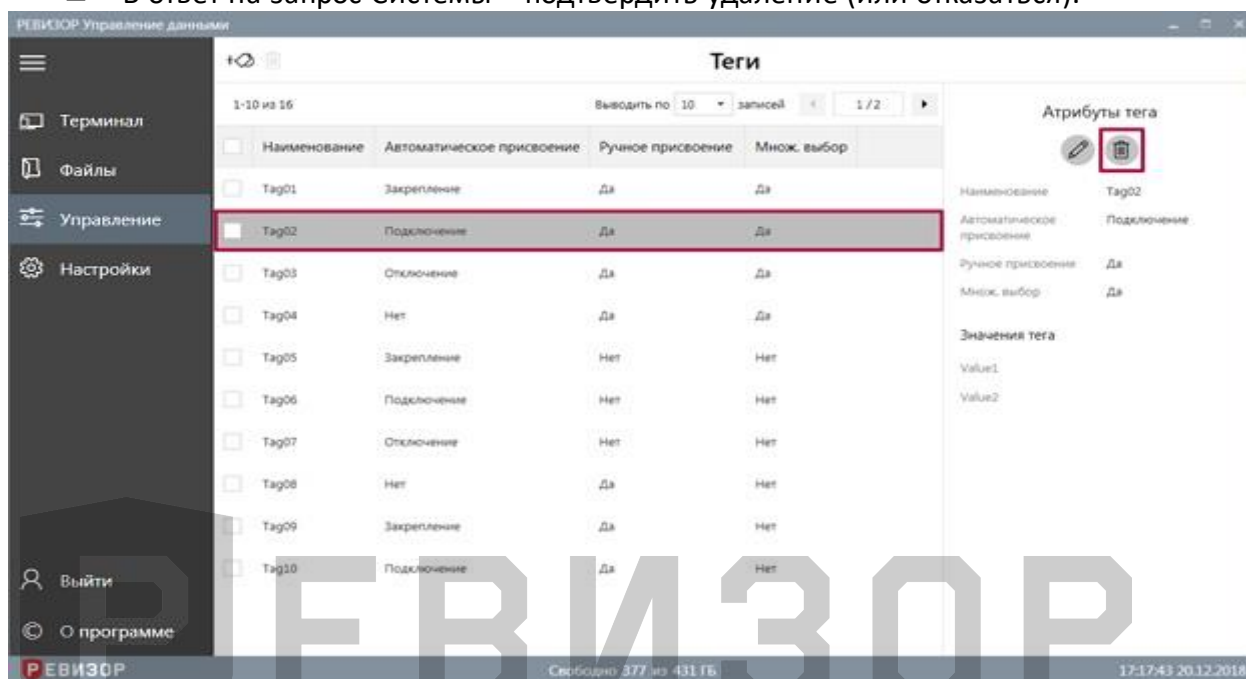 В ответ на запрос Системы – подтвердить удаление (или отказаться).
РЕВИЗОР Управление данными
Теги
1-10 из 16 Выводить по 10 записей 1/2
Атрибуты тега
Терминал
Файлы
Управление
Настройки
Наименование Автоматическое присвоение Ручное присвоение Множ. выбор
Tag01 Закрепление Да Да
Tag02 Подключение Да Да
Tag03 Отключение Да Да
Tag04 Нет Да Да
Tag05 Закрепление Нет Нет
Tag06 Подключение Нет Нет
Tag07 Отключение Нет Нет
Tag08 Нет Да Нет
Tag09 Закрепление Да Нет
Tag10 Подключение Да Нет
Наименование Tag02
Автоматическое присвоение Подключение
Ручное присвоение Да
Множ. выбор Да
Значения тега
Value1
Value2
Выйти
О программе
РЕВИЗОР
РЕВИЗОР
Свободно 377 из 431 ГБ
17:17:43 20.12.2018